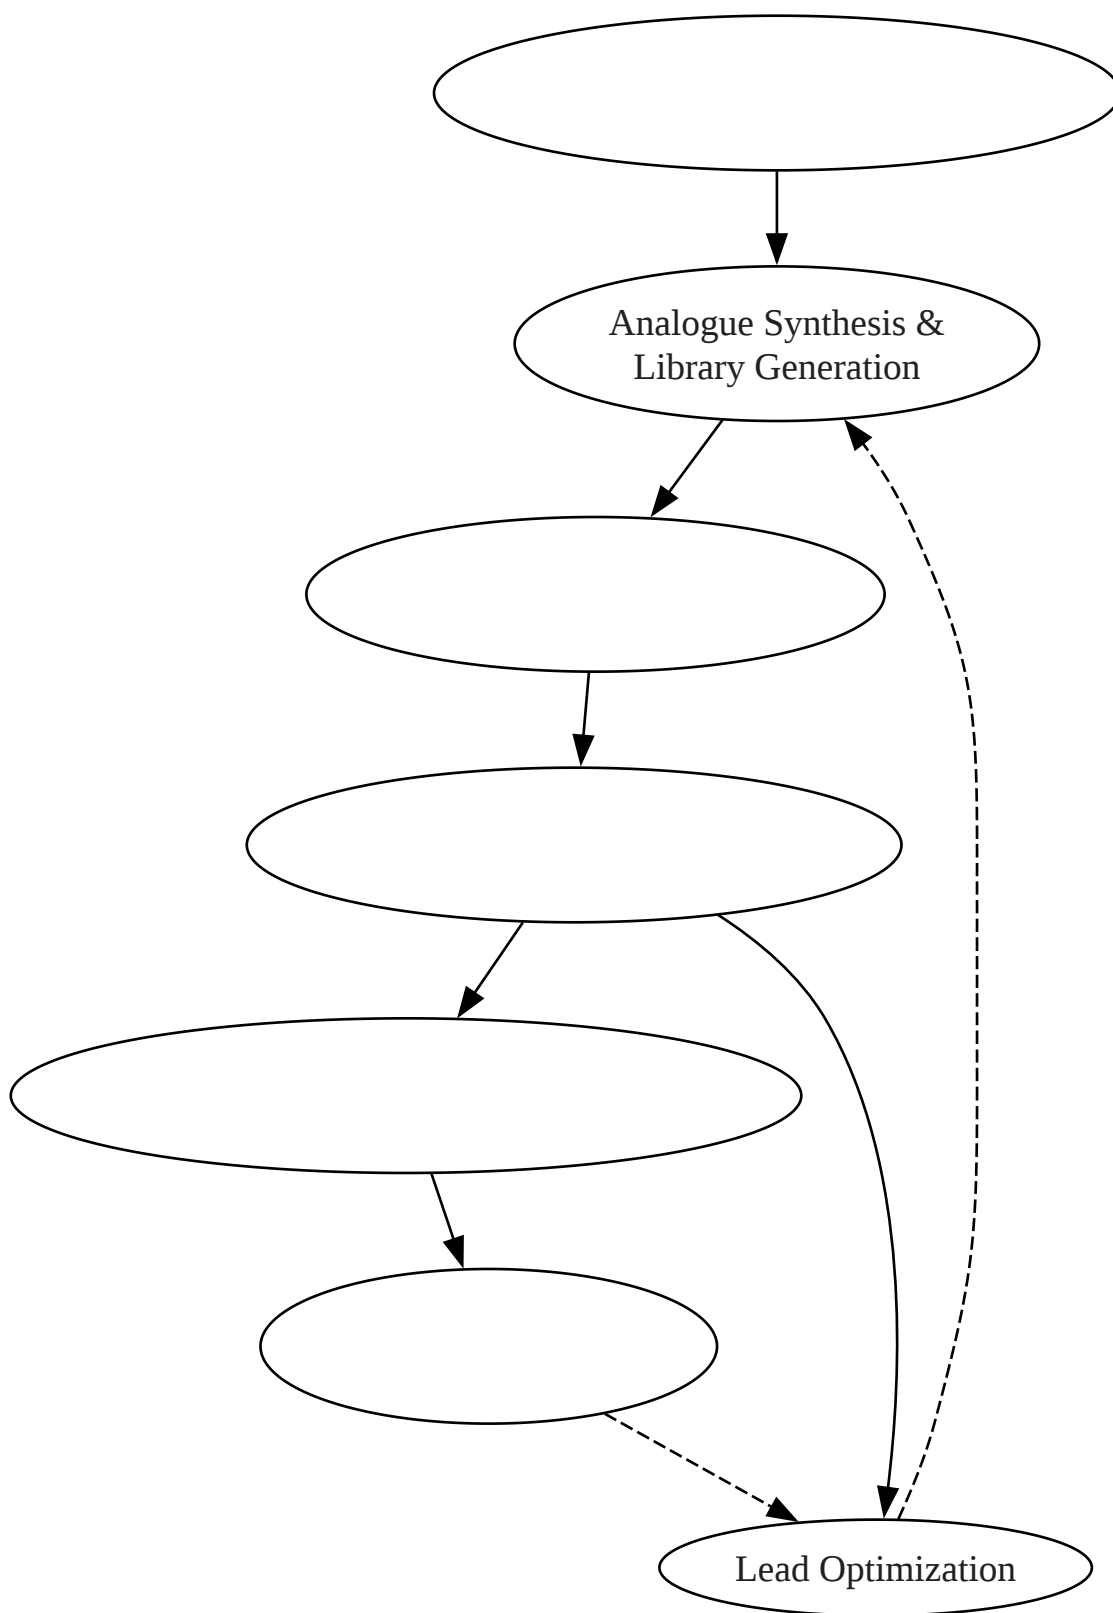 Analogue Synthesis &
Library Generation
Lead Optimization